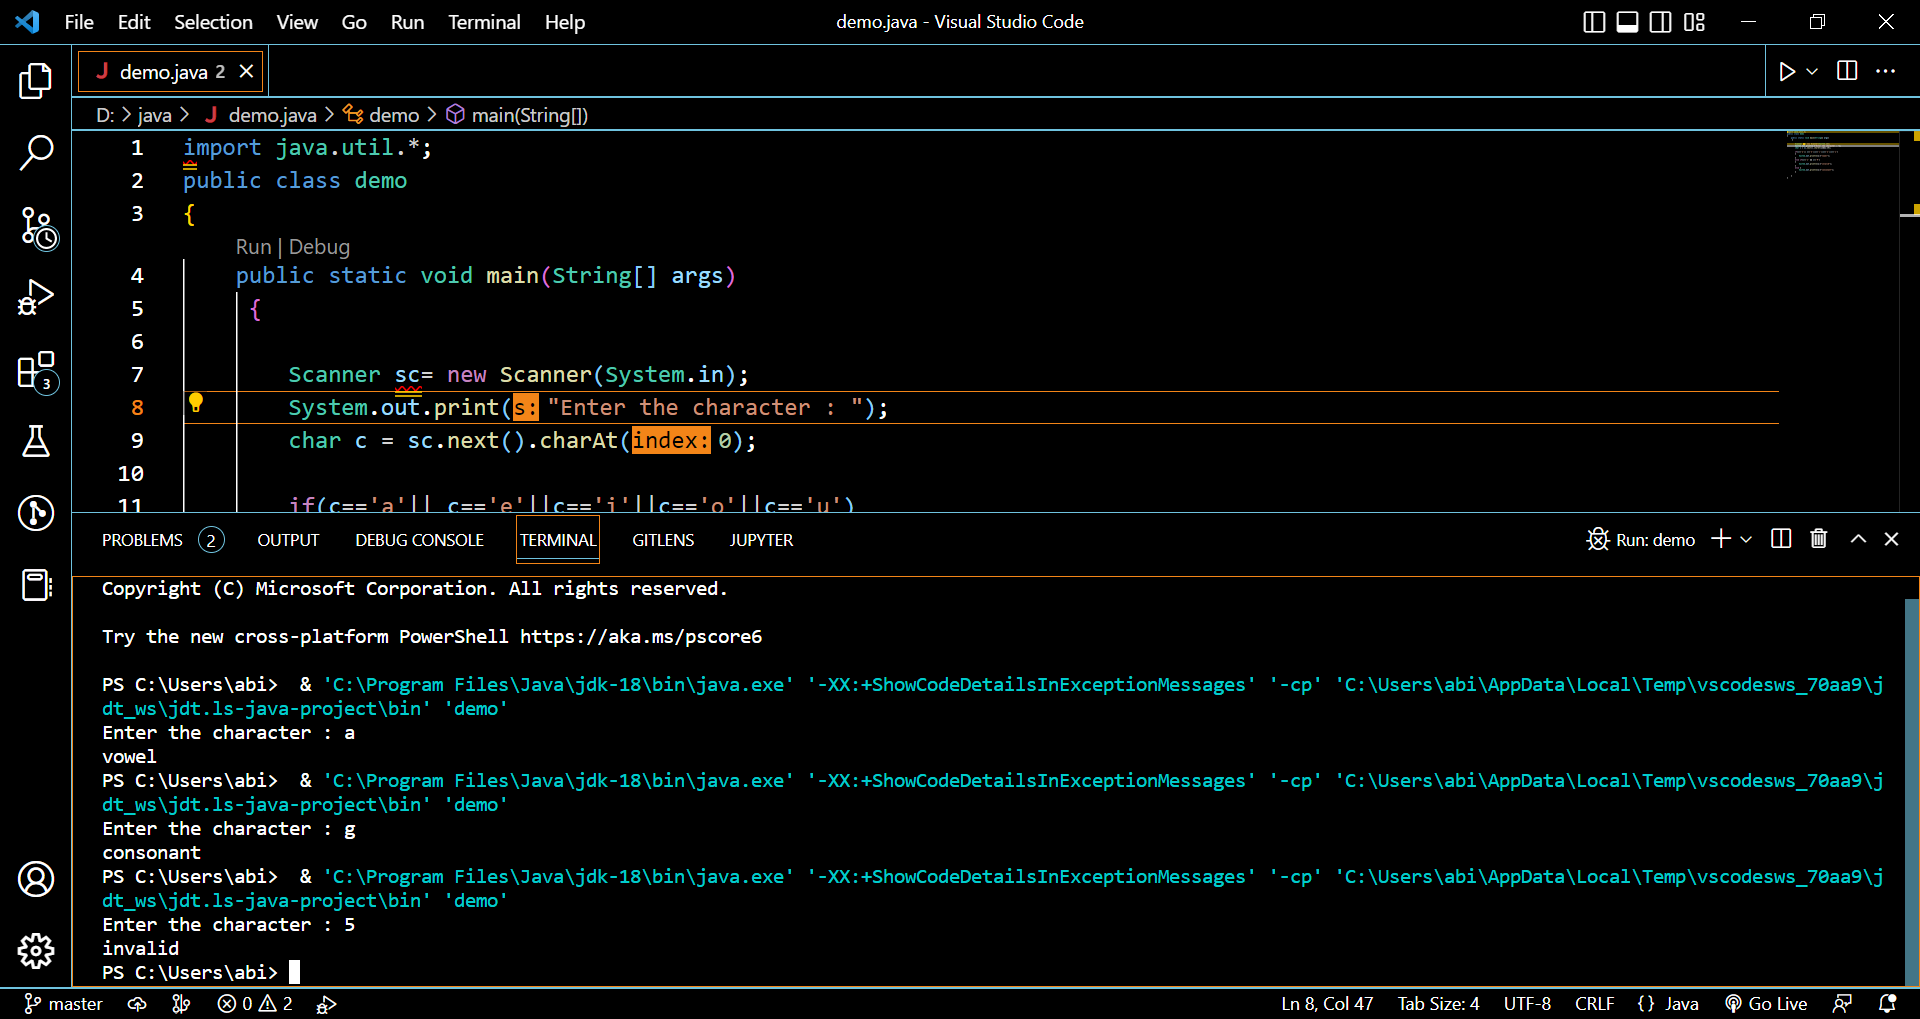 File Edit Selection View Go Run Terminal Help demo.java - Visual Studio Code
demo.java 2
D: > java > demo.java > demo > main(String[])
1 import java.util.*;
2 public class demo
3 {
Run | Debug
4 public static void main(String[] args)
5 {
6
7 Scanner sc= new Scanner(System.in);
8 System.out.print(s: "Enter the character : ");
9 char c = sc.next().charAt(index: 0);
10
11 if(c=='a'|| c=='e'||c=='i'||c=='o'||c=='u')
PROBLEMS 2 OUTPUT DEBUG CONSOLE TERMINAL GITLENS JUPYTER Run: demo
3
Copyright (C) Microsoft Corporation. All rights reserved.
Try the new cross-platform PowerShell https://aka.ms/pscore6
PS C:\Users\abi>  & 'C:\Program Files\Java\jdk-18\bin\java.exe' '-XX:+ShowCodeDetailsInExceptionMessages' '-cp' 'C:\Users\abi\AppData\Local\Temp\vscodesws_70aa9\j
dt_ws\jdt.ls-java-project\bin' 'demo'
Enter the character : a
vowel
PS C:\Users\abi>  & 'C:\Program Files\Java\jdk-18\bin\java.exe' '-XX:+ShowCodeDetailsInExceptionMessages' '-cp' 'C:\Users\abi\AppData\Local\Temp\vscodesws_70aa9\j
dt_ws\jdt.ls-java-project\bin' 'demo'
Enter the character : g
consonant
PS C:\Users\abi>  & 'C:\Program Files\Java\jdk-18\bin\java.exe' '-XX:+ShowCodeDetailsInExceptionMessages' '-cp' 'C:\Users\abi\AppData\Local\Temp\vscodesws_70aa9\j
dt_ws\jdt.ls-java-project\bin' 'demo'
Enter the character : 5
invalid
PS C:\Users\abi>
master 0 2 Ln 8, Col 47 Tab Size: 4 UTF-8 CRLF {} Java Go Live